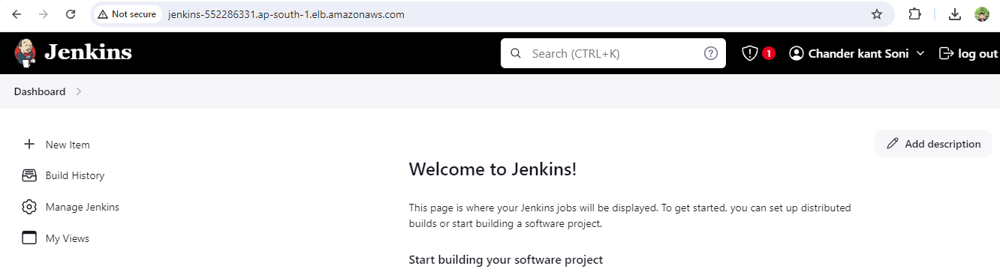 Not secure jenkins-552286331.ap-south-1.elb.amazonaws.com
Jenkins Search (CTRL+K) ? 1 Chander kant Soni log out
Dashboard
New Item
Add description
Build History
Welcome to Jenkins!
Manage Jenkins
This page is where your Jenkins jobs will be displayed. To get started, you can set up distributed
builds or start building a software project.
My Views
Start building your software project